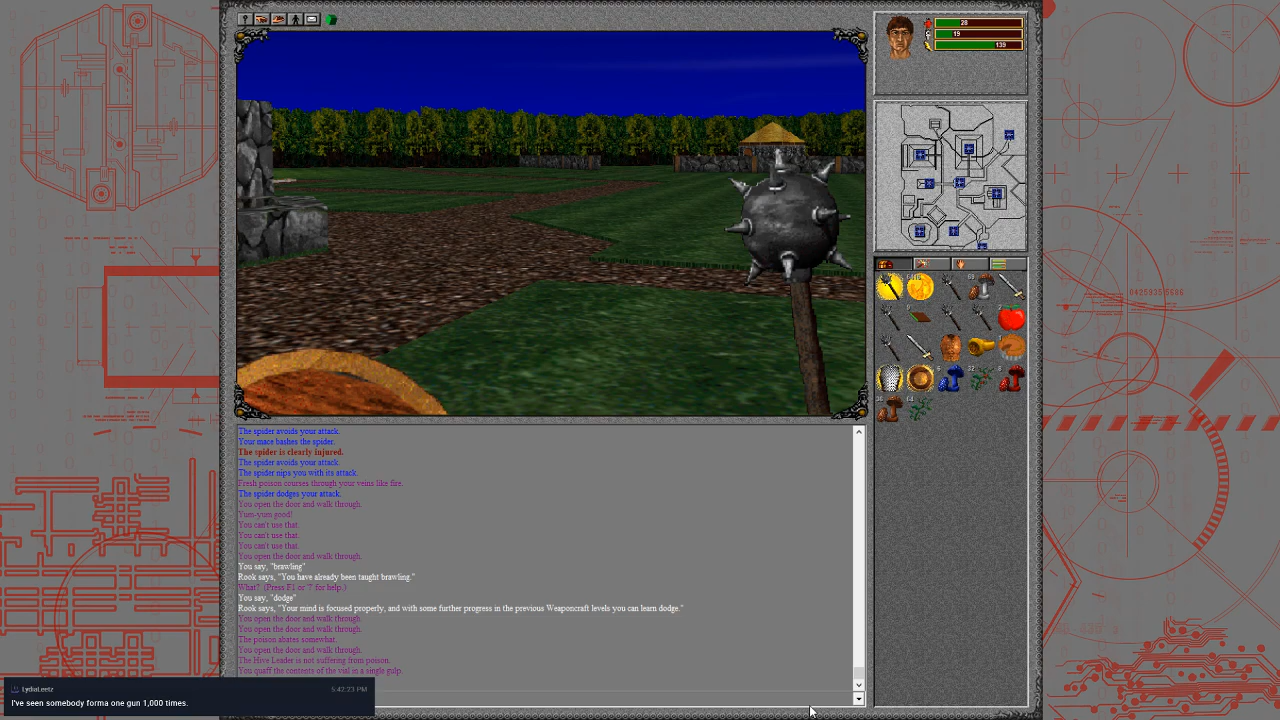 28
19
139
0425935 5686
The spider avoids your attack.
Your mace bashes the spider.
The spider is clearly injured.
The spider avoids your attack.
The spider nips you with its attack.
Fresh poison courses through your veins like fire.
The spider dodges your attack.
You open the door and walk through.
Yum-yum good!
You can't use that.
You can't use that.
You can't use that.
You open the door and walk through.
You say, "brawling"
Rook says, "You have already been taught brawling."
What? (Press F1 or '?' for help.)
You say, "dodge"
Rook says, "Your mind is focused properly, and with some further progress in the previous Weaponcraft levels you can learn dodge."
You open the door and walk through.
You open the door and walk through.
The poison abates somewhat.
You open the door and walk through.
The Hive Leader is not suffering from poison.
You quaff the contents of the vial in a single gulp.
LydiaLeetz 5:42:23 PM
I've seen somebody forma one gun 1,000 times.